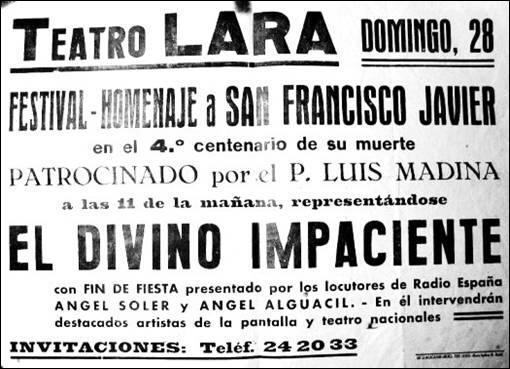 TEATRO LARA DOMINGO, 28
FESTIVAL-HOMENAJE a SAN FRANCISCO JAVIER
en el 4.º centenario de su muerte
PATROCINADO por el P. LUIS MADINA
a las 11 de la mañana, representándose
EL DIVINO IMPACIENTE
con FIN DE FIESTA presentado por los locutores de Radio España
ANGEL SOLER y ANGEL ALGUACIL. - En él intervendrán
destacados artistas de la pantalla y teatro nacionales
INVITACIONES: Teléf. 24 20 33